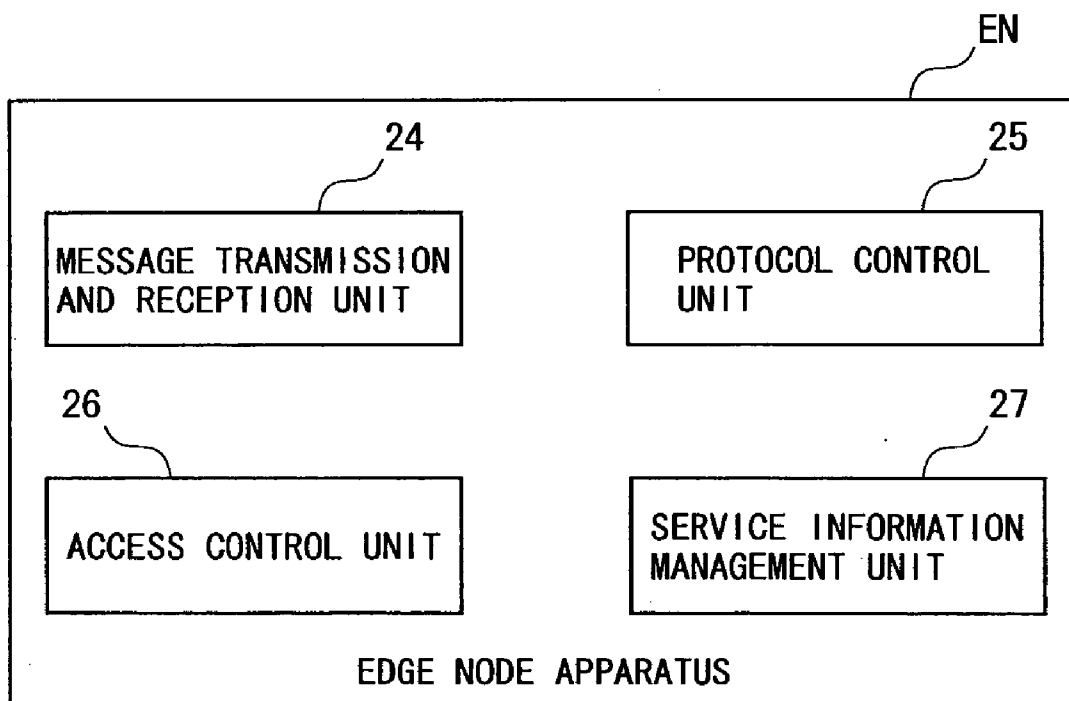 EN
24
25
MESSAGE TRANSMISSION
AND RECEPTION UNIT
PROTOCOL CONTROL
UNIT
26
27
ACCESS CONTROL UNIT
SERVICE INFORMATION
MANAGEMENT UNIT
EDGE NODE APPARATUS